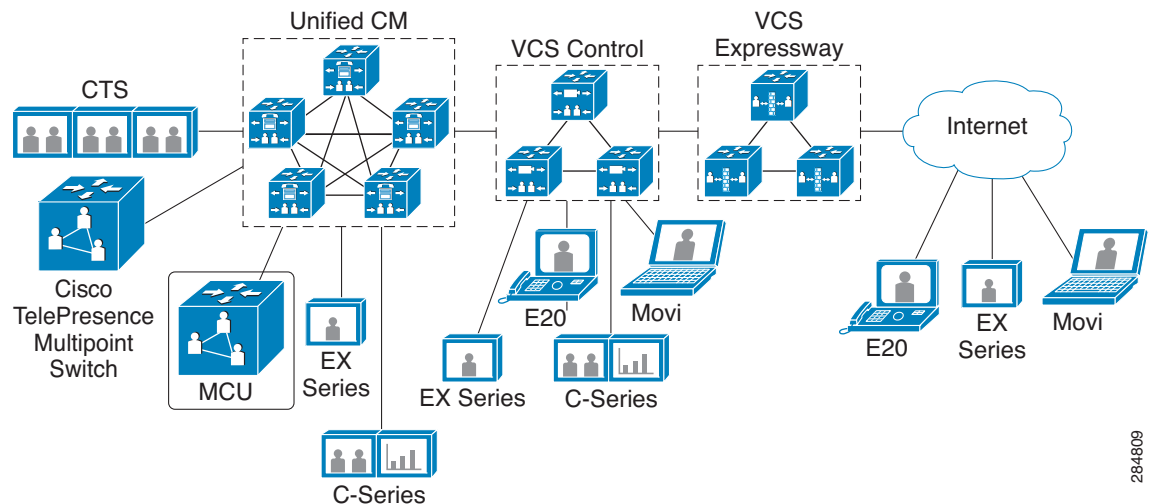 Unified CM
VCS Control
VCS
Expressway
CTS
Internet
Cisco
TelePresence
Multipoint
Switch
MCU
EX
Series
C-Series
EX Series
E20
C-Series
Movi
E20
EX
Series
Movi
284809